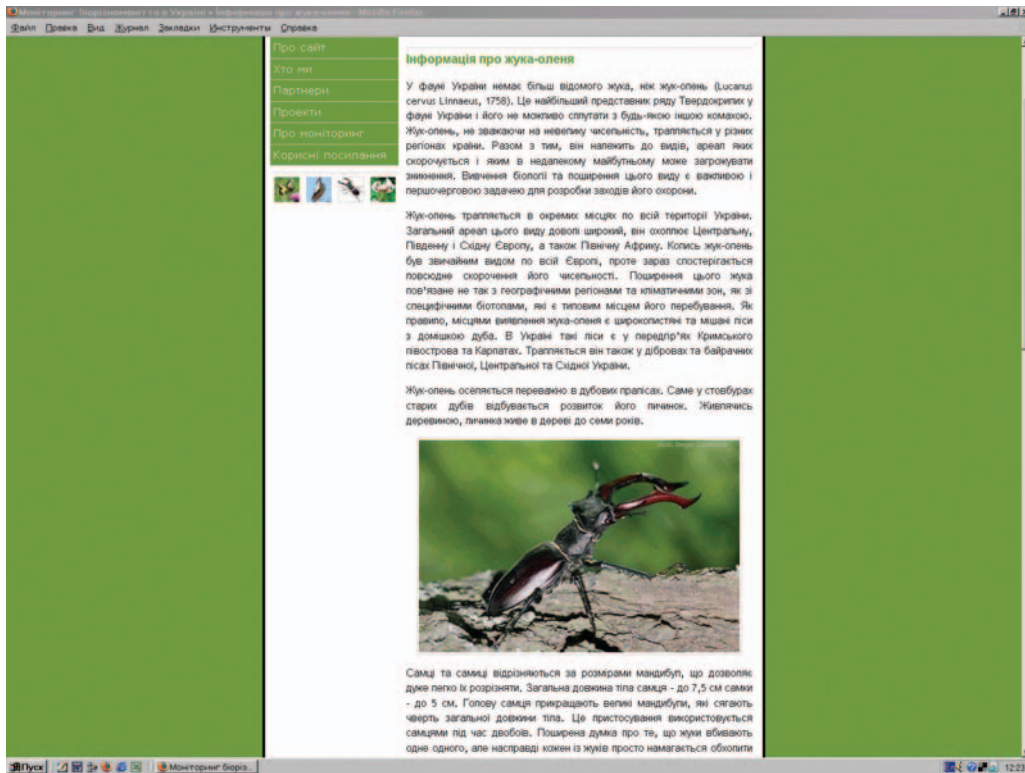 Мониторинг біорізноманіття в Україні » Інформація про жука-оленя - Mozilla Firefox
Файл Правка Вид Журнал Закладки Инструменты Справка
Про сайт
Хто ми
Партнери
Проекти
Про моніторинг
Корисні посилання
Інформація про жука-оленя
У фауні України немає більш відомого жука, ніж жук-олень (Lucanus
cervus Linnaeus, 1758). Це найбільший представник ряду Твердокрилих у
фауні України і його не можливо сплутати з будь-якою іншою комахою.
Жук-олень, не зважаючи на невелику чисельність, трапляється у різних
регіонах країни. Разом з тим, він належить до видів, ареал яких
скорочується і яким в недалекому майбутньому може загрожувати
зникнення. Вивчення біології та поширення цього виду є важливою і
першочерговою задачею для розробки заходів його охорони.
Жук-олень трапляється в окремих місцях по всій території України.
Загальний ареал цього виду доволі широкий, він охоплює Центральну,
Південну і Східну Європу, а також Північну Африку. Колись жук-олень
був звичайним видом по всій Європі, проте зараз спостерігається
повсюдне скорочення його чисельності. Поширення цього жука
пов'язане не так з географічними регіонами та кліматичними зон, як зі
специфічними біотопами, які є типовим місцем його перебування. Як
правило, місцями виявлення жука-оленя є широколистяні та мішані ліси
з домішкою дуба. В Україні такі ліси є у передгір'ях Кримського
півострова та Карпатах. Трапляється він також у дібровах та байрачних
лісах Північної, Центральної та Східної України.
Жук-олень оселяється переважно в дубових пралісах. Саме у стовбурах
старих дубів відбувається розвиток його личинок. Живлячись
деревиною, личинка живе в дереві до семи років.
Самці та самиці відрізняються за розмірами мандибул, що дозволяє
дуже легко їх розрізняти. Загальна довжина тіла самця - до 7,5 см самки
- до 5 см. Голову самця прикращають великі мандибули, які сягають
чверть загальної довжини тіла. Це пристосування використовується
самцями під час двобоїв. Поширена думка про те, що жуки вбивають
одне одного, але насправді кожен із жуків просто намагається обхопити
Пуск
Мониторинг біоріз...
12:23